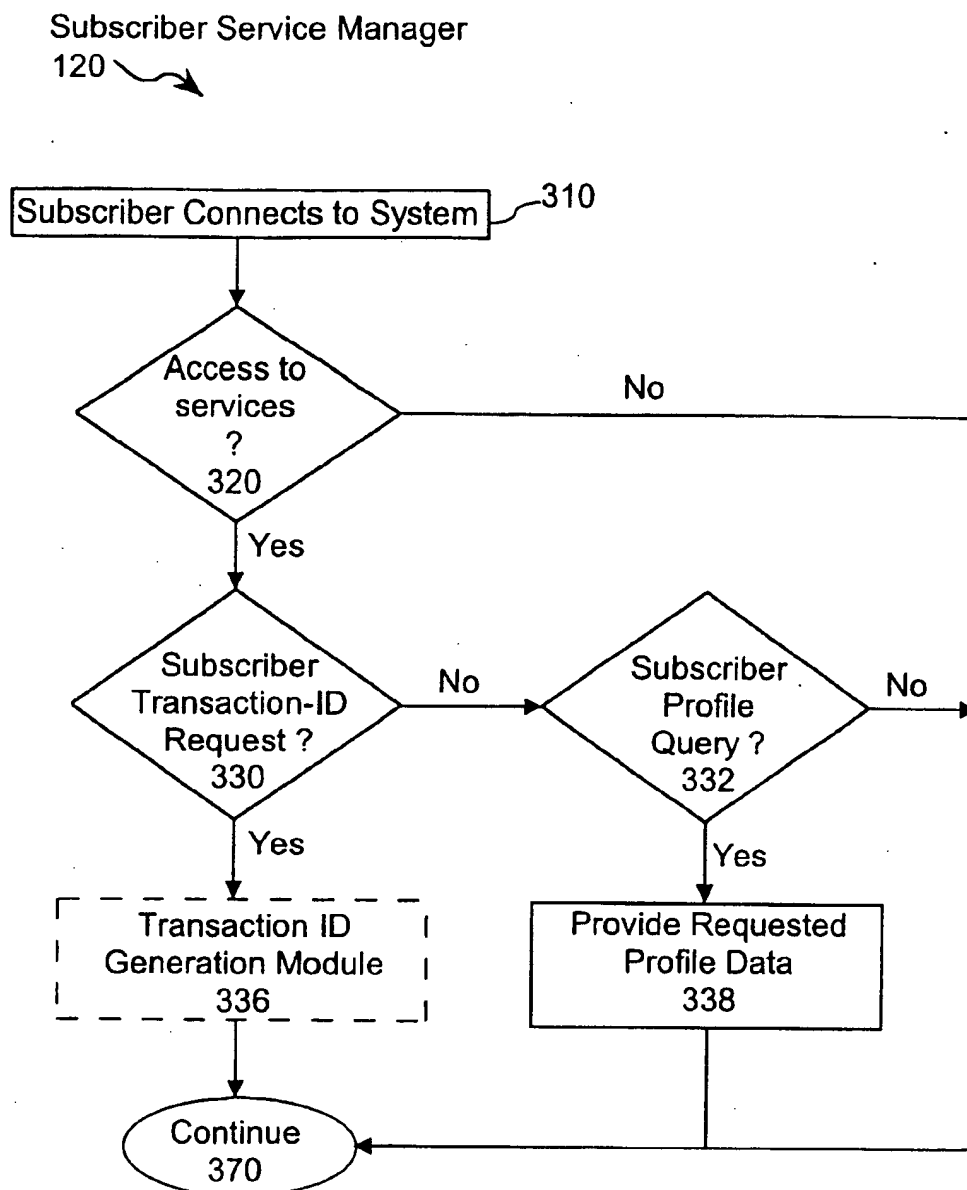 Subscriber Service Manager
120
Subscriber Connects to System
310
Access to
services
?
320
No
Yes
Subscriber
Transaction-ID
Request ?
330
No
Subscriber
Profile
Query ?
332
No
Yes
Yes
Transaction ID
Generation Module
336
Provide Requested
Profile Data
338
Continue
370